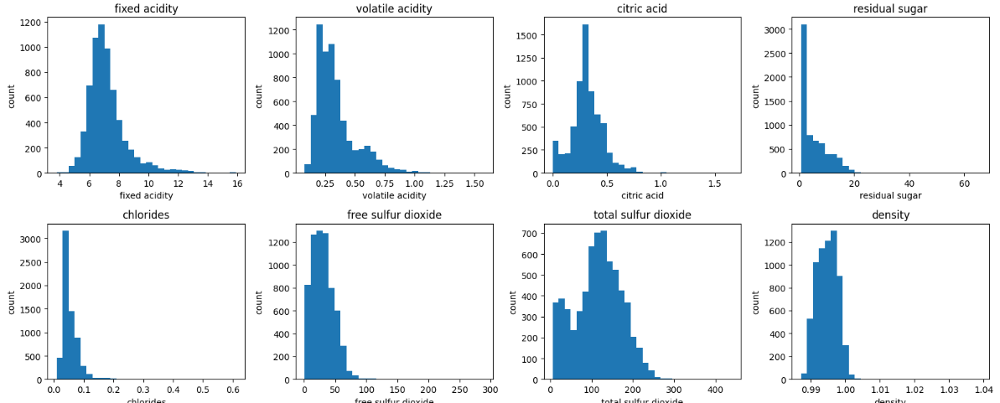 fixed acidity
1200
1000
800
600
400
200
0
count
4 6 8 10 12 14 16
fixed acidity
volatile acidity
1200
1000
800
600
400
200
0
count
0.25 0.50 0.75 1.00 1.25 1.50
volatile acidity
citric acid
1500
1250
1000
750
500
250
0
count
0.0 0.5 1.0 1.5
citric acid
residual sugar
3000
2500
2000
1500
1000
500
0
count
0 20 40 60
residual sugar
chlorides
3000
2500
2000
1500
1000
500
0
count
0.0 0.1 0.2 0.3 0.4 0.5 0.6
chlorides
free sulfur dioxide
1200
1000
800
600
400
200
0
count
0 50 100 150 200 250 300
free sulfur dioxide
total sulfur dioxide
700
600
500
400
300
200
100
0
count
0 100 200 300 400
total sulfur dioxide
density
1200
1000
800
600
400
200
0
count
0.99 1.00 1.01 1.02 1.03 1.04
density